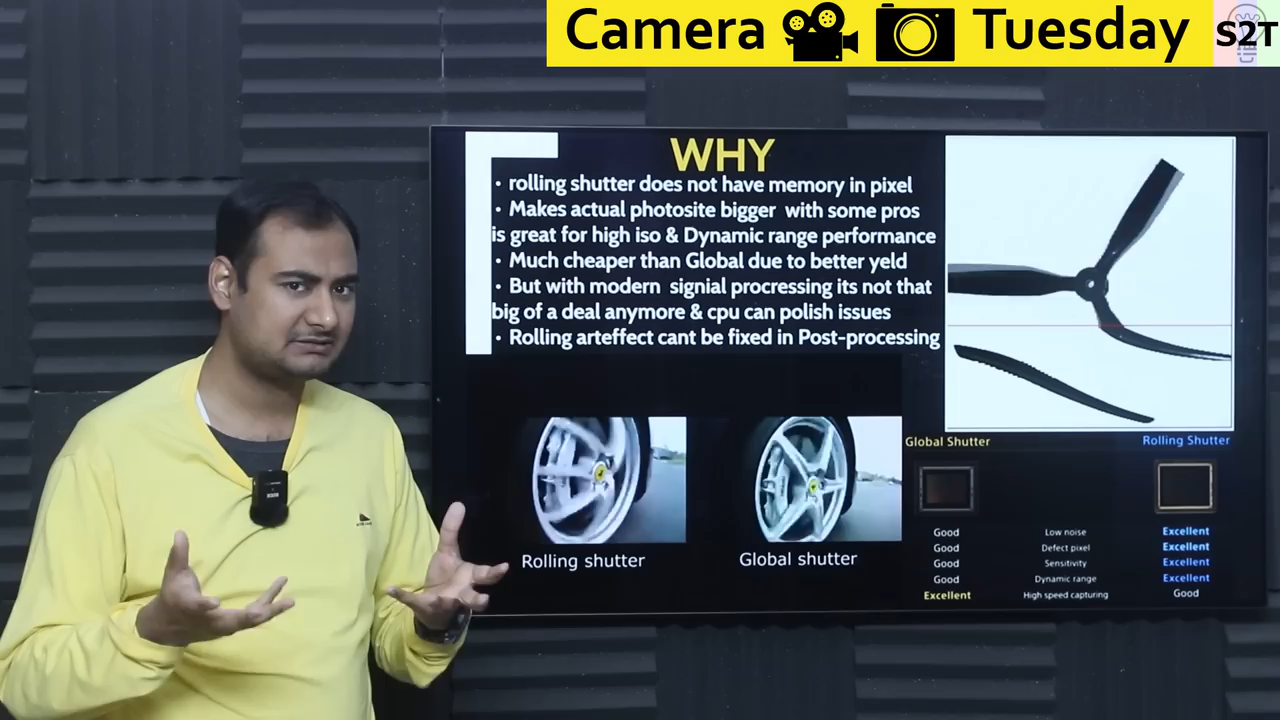 Camera Tuesday
S2T
WHY
• rolling shutter does not have memory in pixel
• Makes actual photosite bigger with some pros
is great for high iso & Dynamic range performance
• Much cheaper than Global due to better yeld
• But with modern signial procressing its not that
big of a deal anymore & cpu can polish issues
• Rolling arteffect cant be fixed in Post-processing
Rolling shutter
Global shutter
Global Shutter Rolling Shutter
Good Low noise Excellent
Good Defect pixel Excellent
Good Sensitivity Excellent
Good Dynamic range Excellent
Excellent High speed capturing Good